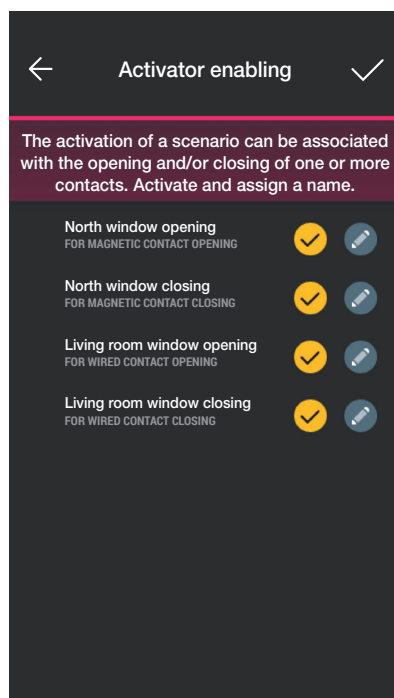 Activator enabling
The activation of a scenario can be associated
with the opening and/or closing of one or more
contacts. Activate and assign a name.
North window opening
FOR MAGNETIC CONTACT OPENING
North window closing
FOR MAGNETIC CONTACT CLOSING
Living room window opening
FOR WIRED CONTACT OPENING
Living room window closing
FOR WIRED CONTACT CLOSING